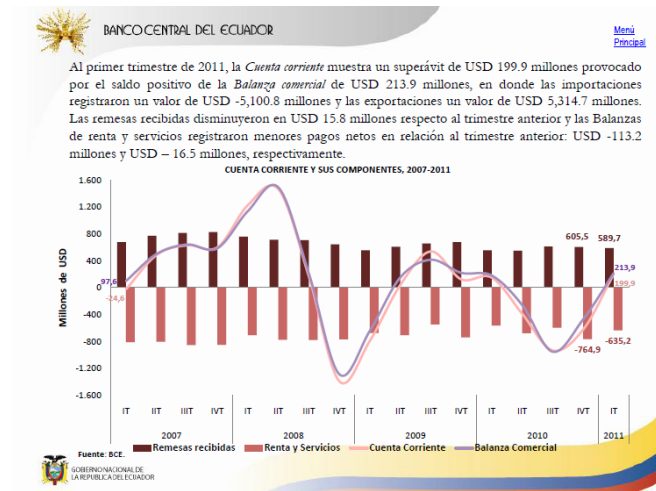 BANCO CENTRAL DEL ECUADOR
Menú
Principal
Al primer trimestre de 2011, la Cuenta corriente muestra un superávit de USD 199.9 millones provocado
por el saldo positivo de la Balanza comercial de USD 213.9 millones, en donde las importaciones
registraron un valor de USD -5,100.8 millones y las exportaciones un valor de USD 5,314.7 millones.
Las remesas recibidas disminuyeron en USD 15.8 millones respecto al trimestre anterior y las Balanzas
de renta y servicios registraron menores pagos netos en relación al trimestre anterior: USD -113.2
millones y USD – 16.5 millones, respectivamente.
CUENTA CORRIENTE Y SUS COMPONENTES, 2007-2011
Millones de USD
1.600
1.200
800
400
0
-400
-800
-1.200
-1.600
97,6
-24,6
605,5 589,7
213,9
199,9
-764,9
-635,2
IT IIT IIIT IVT IT IIT IIIT IVT IT IIT IIIT IVT IT IIT IIIT IVT IT
2007 2008 2009 2010 2011
Remesas recibidas Renta y Servicios Cuenta Corriente Balanza Comercial
Fuente: BCE.
GOBIERNO NACIONAL DE
LA REPUBLICA DEL ECUADOR